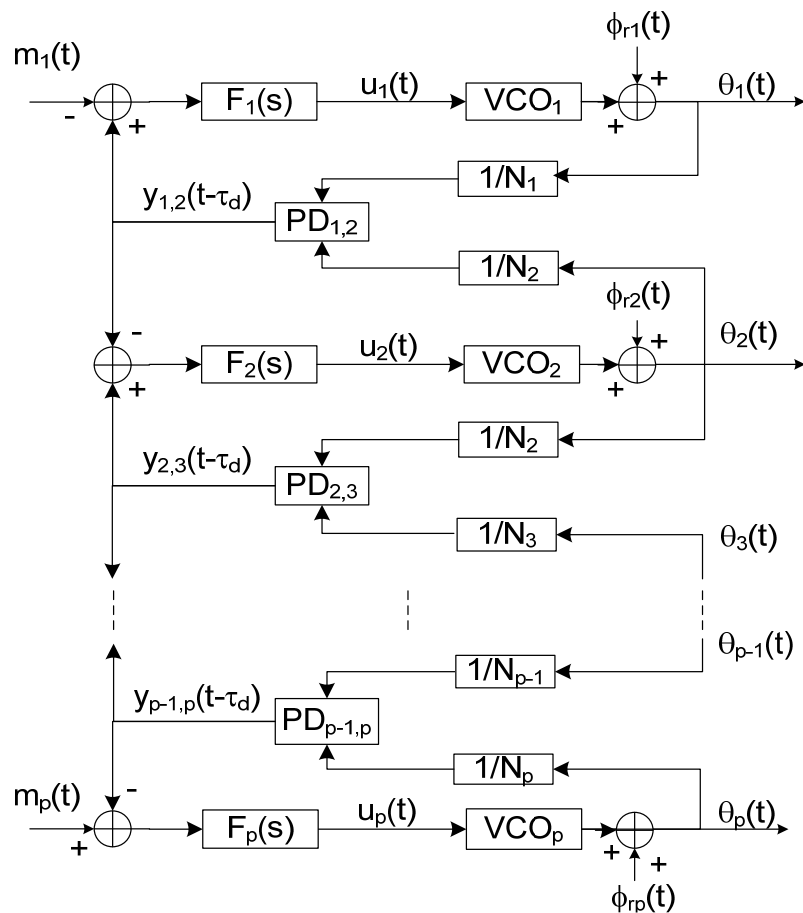 ϕr1(t)
m1(t)
F1(s)
u1(t)
VCO1
θ1(t)
-
+
+
+
1/N1
y1,2(t-τd)
PD1,2
1/N2
ϕr2(t)
-
F2(s)
u2(t)
VCO2
θ2(t)
+
+
+
1/N2
y2,3(t-τd)
PD2,3
1/N3
θ3(t)
1/Np-1
θp-1(t)
yp-1,p(t-τd)
PDp-1,p
1/Np
mp(t)
-
Fp(s)
up(t)
VCOp
θp(t)
+
+
+
ϕrp(t)